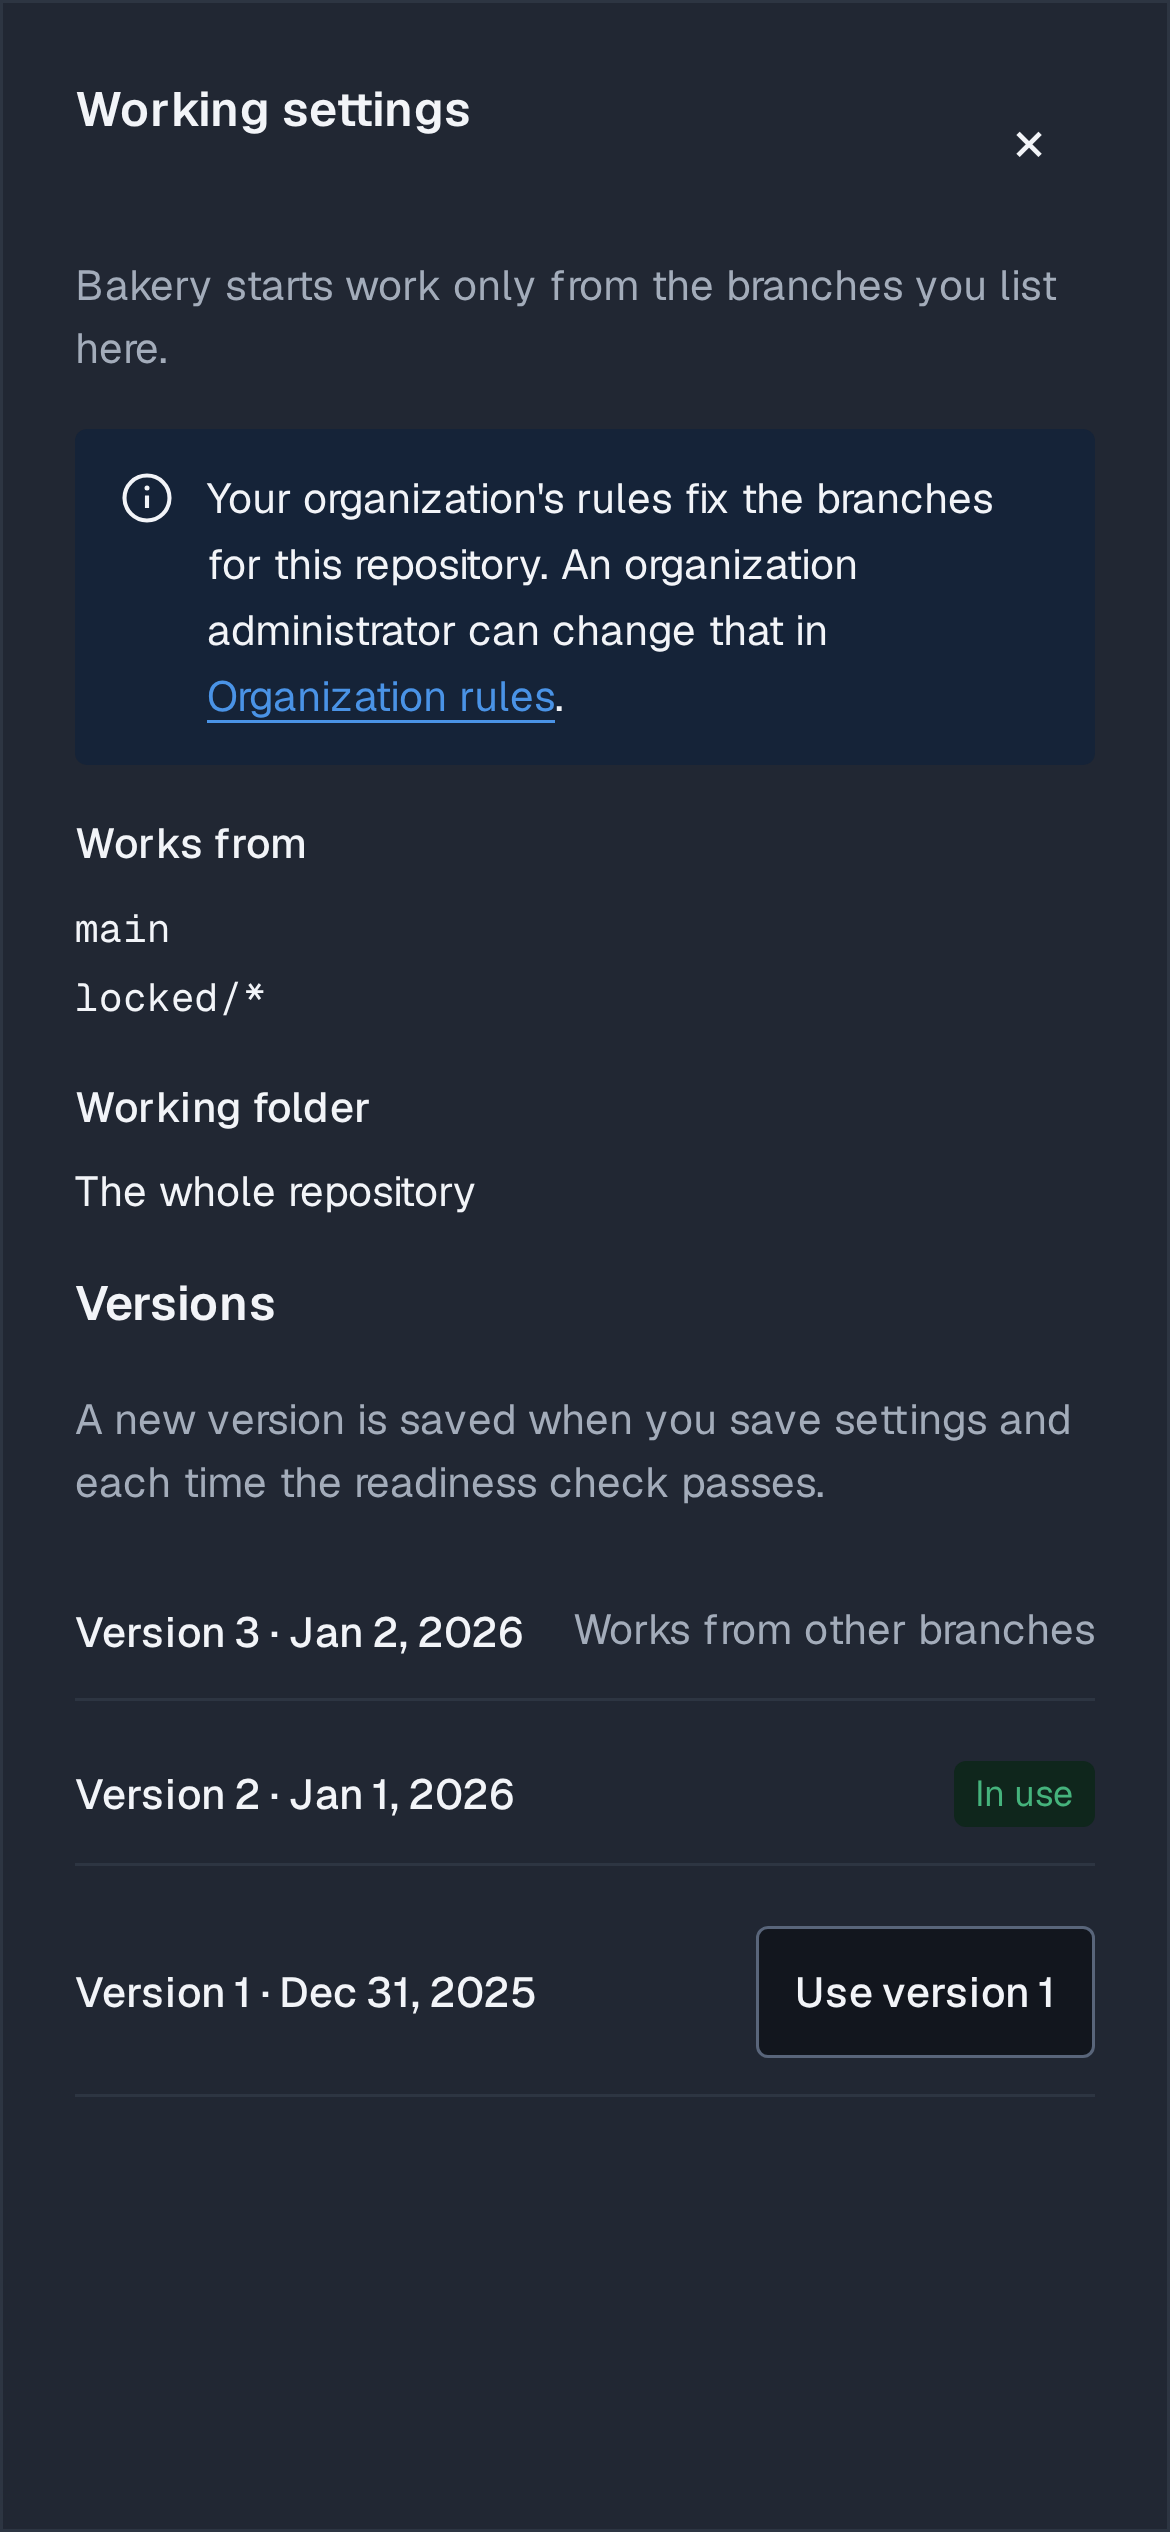 Working settings
Bakery starts work only from the branches you list
here.
Your organization's rules fix the branches
for this repository. An organization
administrator can change that in
Organization rules.
Works from
main
locked/*
Working folder
The whole repository
Versions
A new version is saved when you save settings and
each time the readiness check passes.
Version 3 · Jan 2, 2026 Works from other branches
Version 2 · Jan 1, 2026 In use
Version 1 · Dec 31, 2025 Use version 1